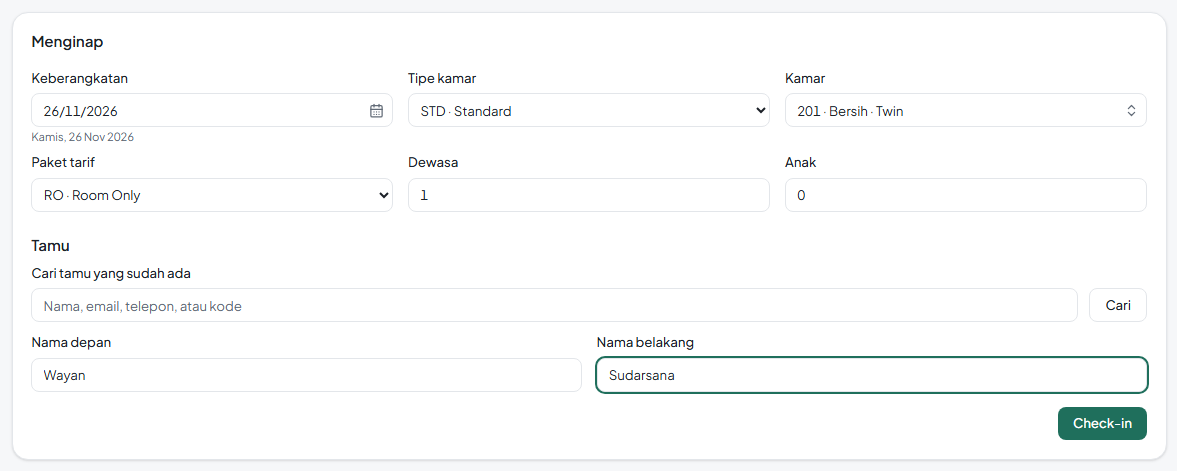 Menginap
Keberangkatan
Tipe kamar
Kamar
26/11/2026
STD · Standard
201 · Bersih · Twin
Kamis, 26 Nov 2026
Paket tarif
Dewasa
Anak
RO · Room Only
1
0
Tamu
Cari tamu yang sudah ada
Nama, email, telepon, atau kode
Cari
Nama depan
Nama belakang
Wayan
Sudarsana
Check-in